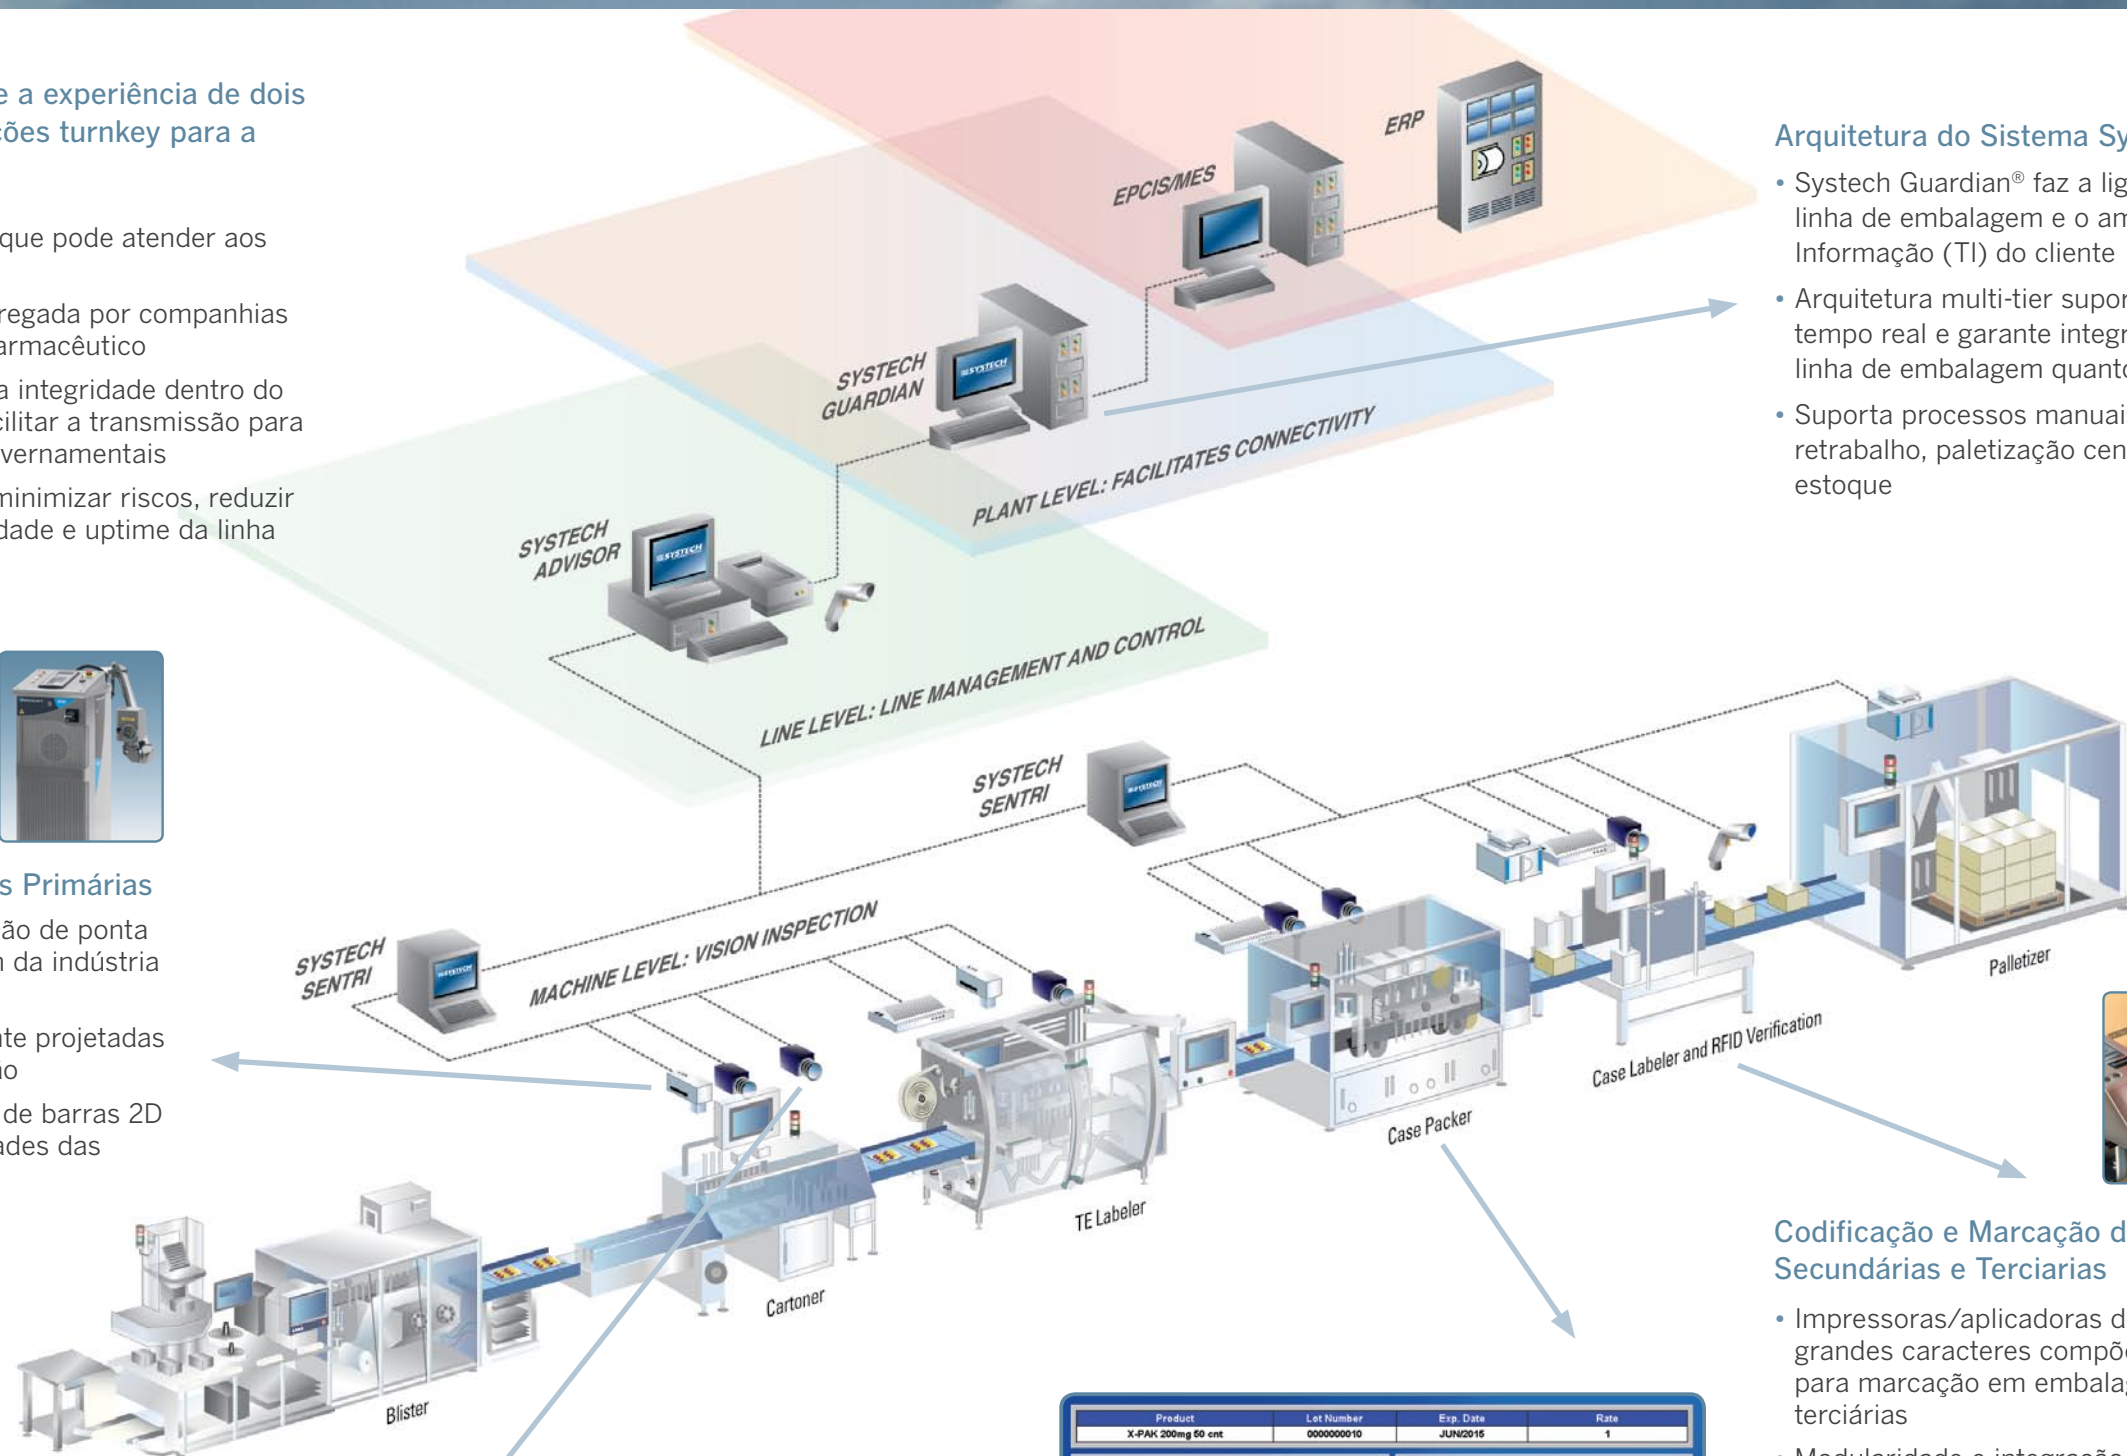 e a experiência de dois
ções turnkey para a
que pode atender aos
regada por companhias
armacêutico
a integridade dentro do
cilitar a transmissão para
vernamentais
minimizar riscos, reduzir
dade e uptime da linha
s Primárias
ão de ponta
da indústria
te projetadas
de barras 2D
ades das
ERP
EPCIS/MES
SYSTECH
GUARDIAN
SYSTECH
PLANT LEVEL: FACILITATES CONNECTIVITY
SYSTECH
ADVISOR
SYSTECH
LINE LEVEL: LINE MANAGEMENT AND CONTROL
SYSTECH
SENTRI
SYSTECH
SYSTECH
SENTRI
SYSTECH
MACHINE LEVEL: VISION INSPECTION
Palletizer
Case Labeler and RFID Verification
Case Packer
TE Labeler
Cartoner
Blister
Arquitetura do Sistema Sy
• Systech Guardian® faz a lig
linha de embalagem e o am
Informação (TI) do cliente
• Arquitetura multi-tier supor
tempo real e garante integr
linha de embalagem quanto
• Suporta processos manuai
retrabalho, paletização cen
estoque
Codificação e Marcação d
Secundárias e Terciarias
• Impressoras/aplicadoras d
grandes caracteres compõ
para marcação em embala
terciárias
• Modularidade e integração
Product Lot Number Exp. Date Rate
X-PAK 200mg 50 cnt 0000000010 JUN/2015 1